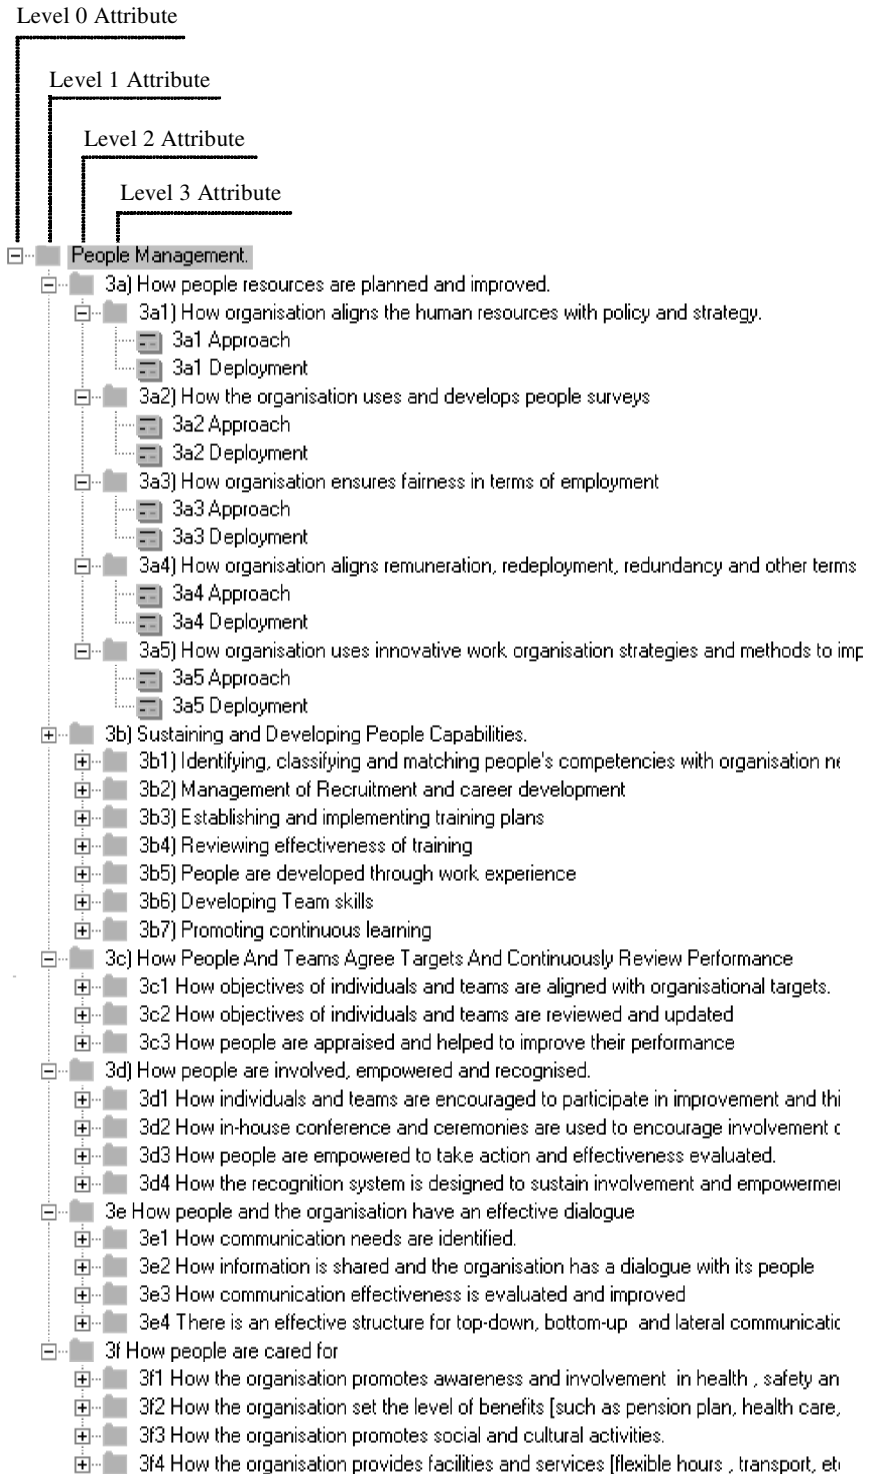 Level 0 Attribute
Level 1 Attribute
Level 2 Attribute
Level 3 Attribute
People Management.
3a) How people resources are planned and improved.
3a1) How organisation aligns the human resources with policy and strategy.
3a1 Approach
3a1 Deployment
3a2) How the organisation uses and develops people surveys
3a2 Approach
3a2 Deployment
3a3) How organisation ensures fairness in terms of employment
3a3 Approach
3a3 Deployment
3a4) How organisation aligns remuneration, redeployment, redundancy and other terms
3a4 Approach
3a4 Deployment
3a5) How organisation uses innovative work organisation strategies and methods to imp
3a5 Approach
3a5 Deployment
3b) Sustaining and Developing People Capabilities.
3b1) Identifying, classifying and matching people's competencies with organisation ne
3b2) Management of Recruitment and career development
3b3) Establishing and implementing training plans
3b4) Reviewing effectiveness of training
3b5) People are developed through work experience
3b6) Developing Team skills
3b7) Promoting continuous learning
3c) How People And Teams Agree Targets And Continuously Review Performance
3c1 How objectives of individuals and teams are aligned with organisational targets.
3c2 How objectives of individuals and teams are reviewed and updated
3c3 How people are appraised and helped to improve their performance
3d) How people are involved, empowered and recognised.
3d1 How individuals and teams are encouraged to participate in improvement and thi
3d2 How in-house conference and ceremonies are used to encourage involvement
3d3 How people are empowered to take action and effectiveness evaluated.
3d4 How the recognition system is designed to sustain involvement and empowermen
3e How people and the organisation have an effective dialogue
3e1 How communication needs are identified.
3e2 How information is shared and the organisation has a dialogue with its people
3e3 How communication effectiveness is evaluated and improved
3e4 There is an effective structure for top-down, bottom-up and lateral communicatio
3f How people are cared for
3f1 How the organisation promotes awareness and involvement in health , safety an
3f2 How the organisation set the level of benefits [such as pension plan, health care,
3f3 How the organisation promotes social and cultural activities.
3f4 How the organisation provides facilities and services [flexible hours , transport, etc